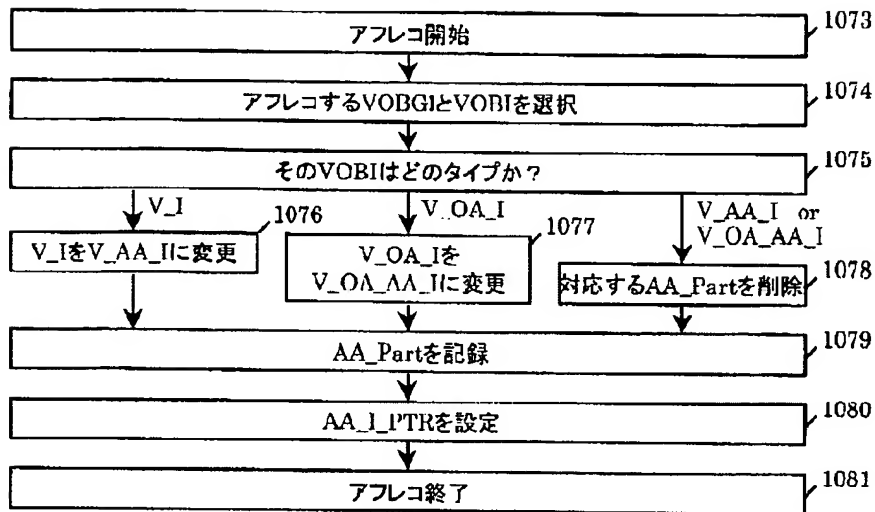 アフレコ開始
1073
アフレコするVOBGIとVOBIを選択
1074
そのVOBIはどのタイプか？
1075
V_I
1076
V_OA_I
1077
V_AA_I or
V_OA_AA_I
V_IをV_AA_Iに変更
V_OA_Iを
V_OA_AA_Iに変更
対応するAA_Partを削除
1078
AA_Partを記録
1079
AA_I_PTRを設定
1080
アフレコ終了
1081